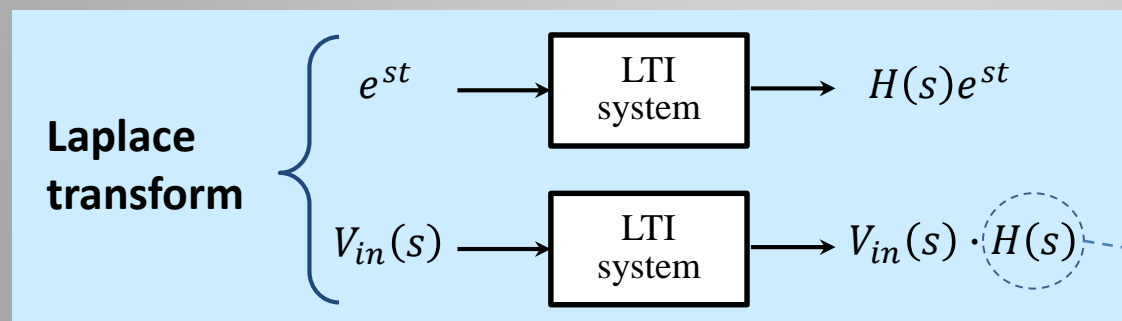 Laplace
transform
e^{st}
LTI
system
H(s)e^{st}
V_{in}(s)
LTI
system
V_{in}(s) · H(s)